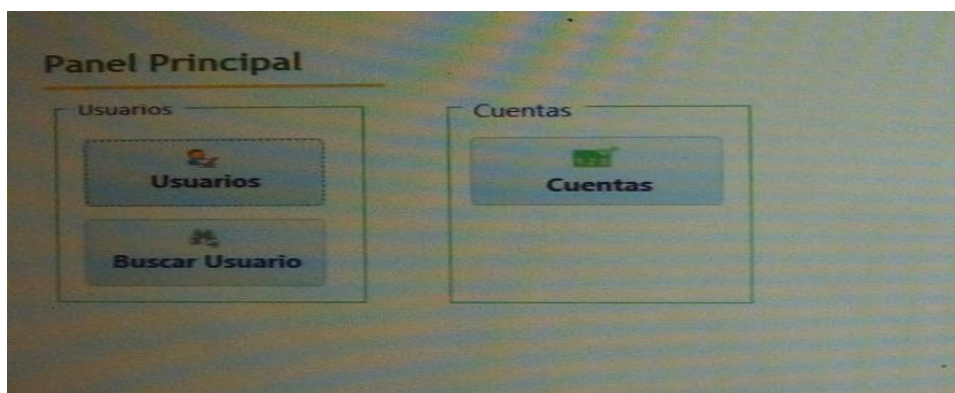 Panel Principal
Usuarios
Usuarios
Buscar Usuario
Cuentas
Cuentas